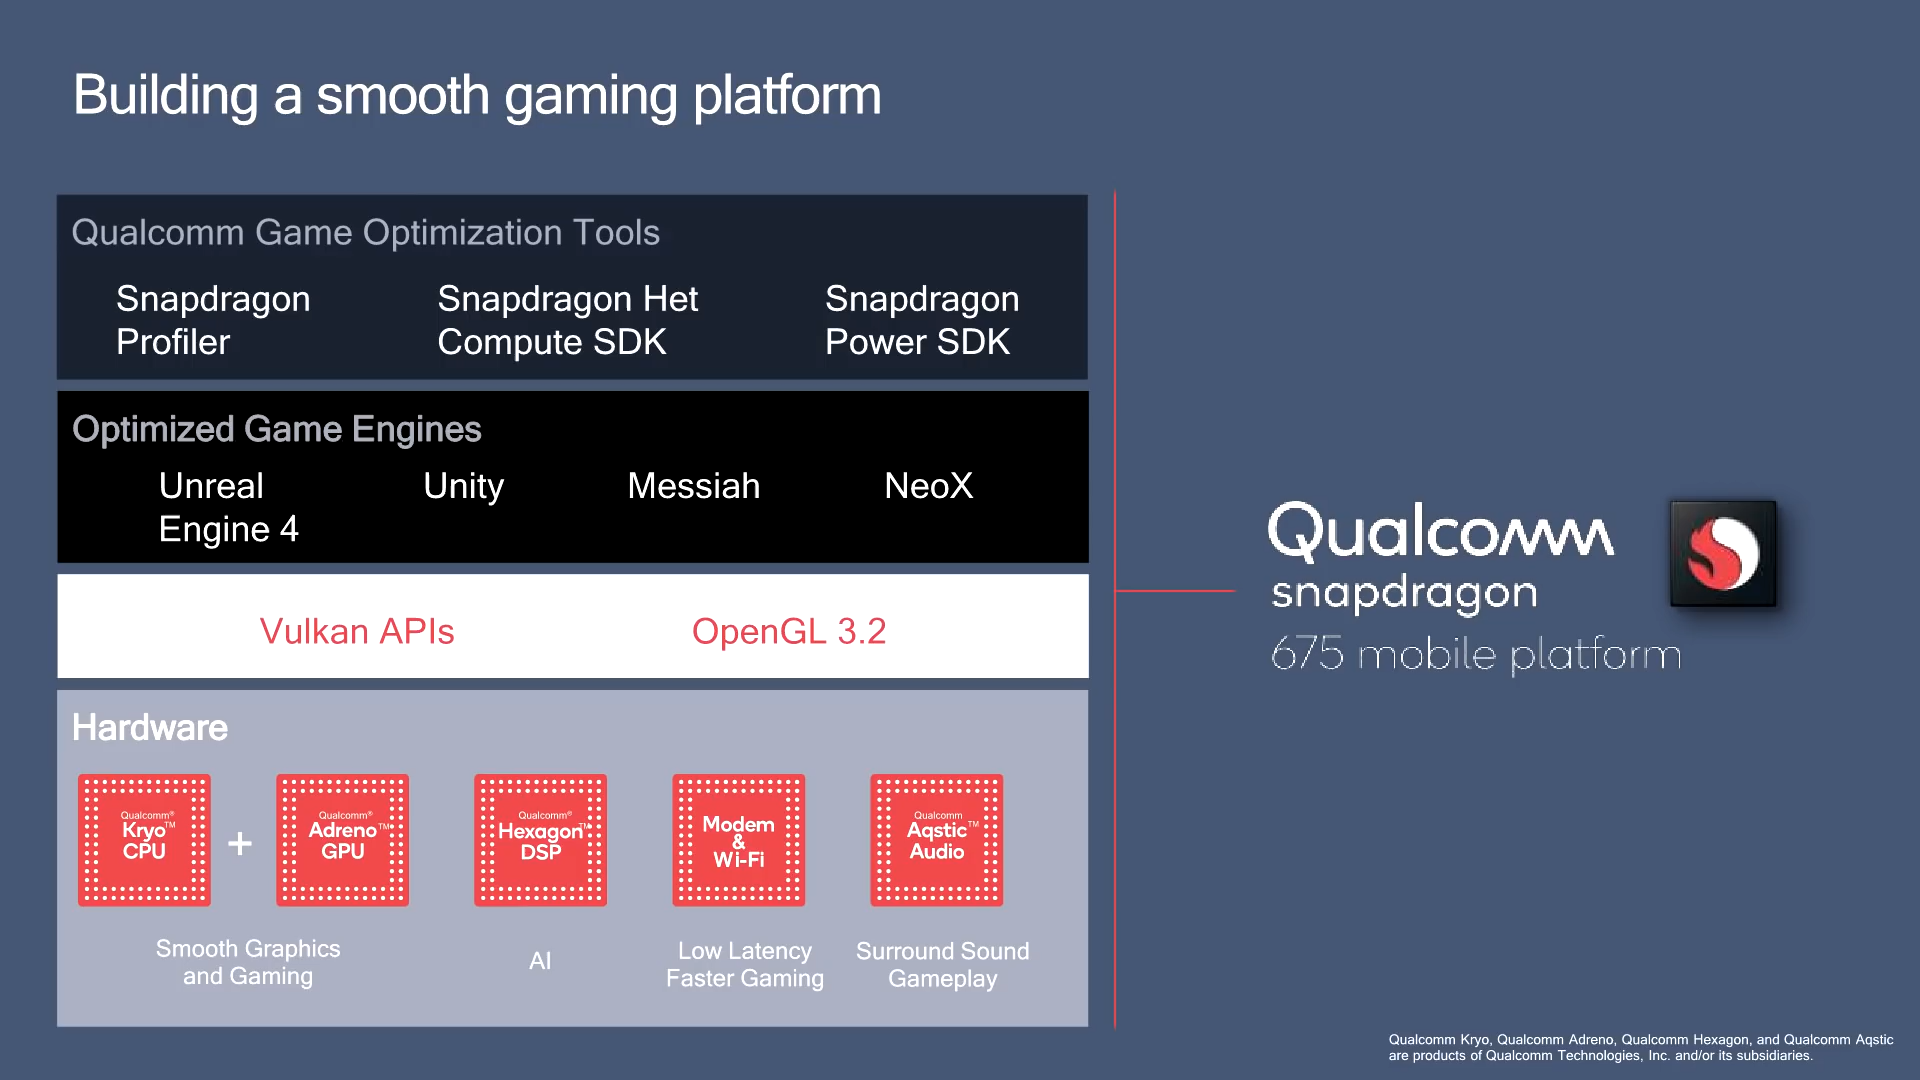 Building a smooth gaming platform
Qualcomm Game Optimization Tools
Snapdragon
Profiler
Snapdragon Het
Compute SDK
Snapdragon
Power SDK
Optimized Game Engines
Unreal
Engine 4
Unity
Messiah
NeoX
Vulkan APIs
OpenGL 3.2
Hardware
Qualcomm®
Kryo™
CPU
+
Qualcomm®
Adreno™
GPU
Qualcomm®
Hexagon™
DSP
Modem
&
Wi-Fi
Qualcomm
Aqstic™
Audio
Smooth Graphics
and Gaming
AI
Low Latency
Faster Gaming
Surround Sound
Gameplay
Qualcomm
snapdragon
675 mobile platform
Qualcomm Kryo, Qualcomm Adreno, Qualcomm Hexagon, and Qualcomm Aqstic
are products of Qualcomm Technologies, Inc. and/or its subsidiaries.